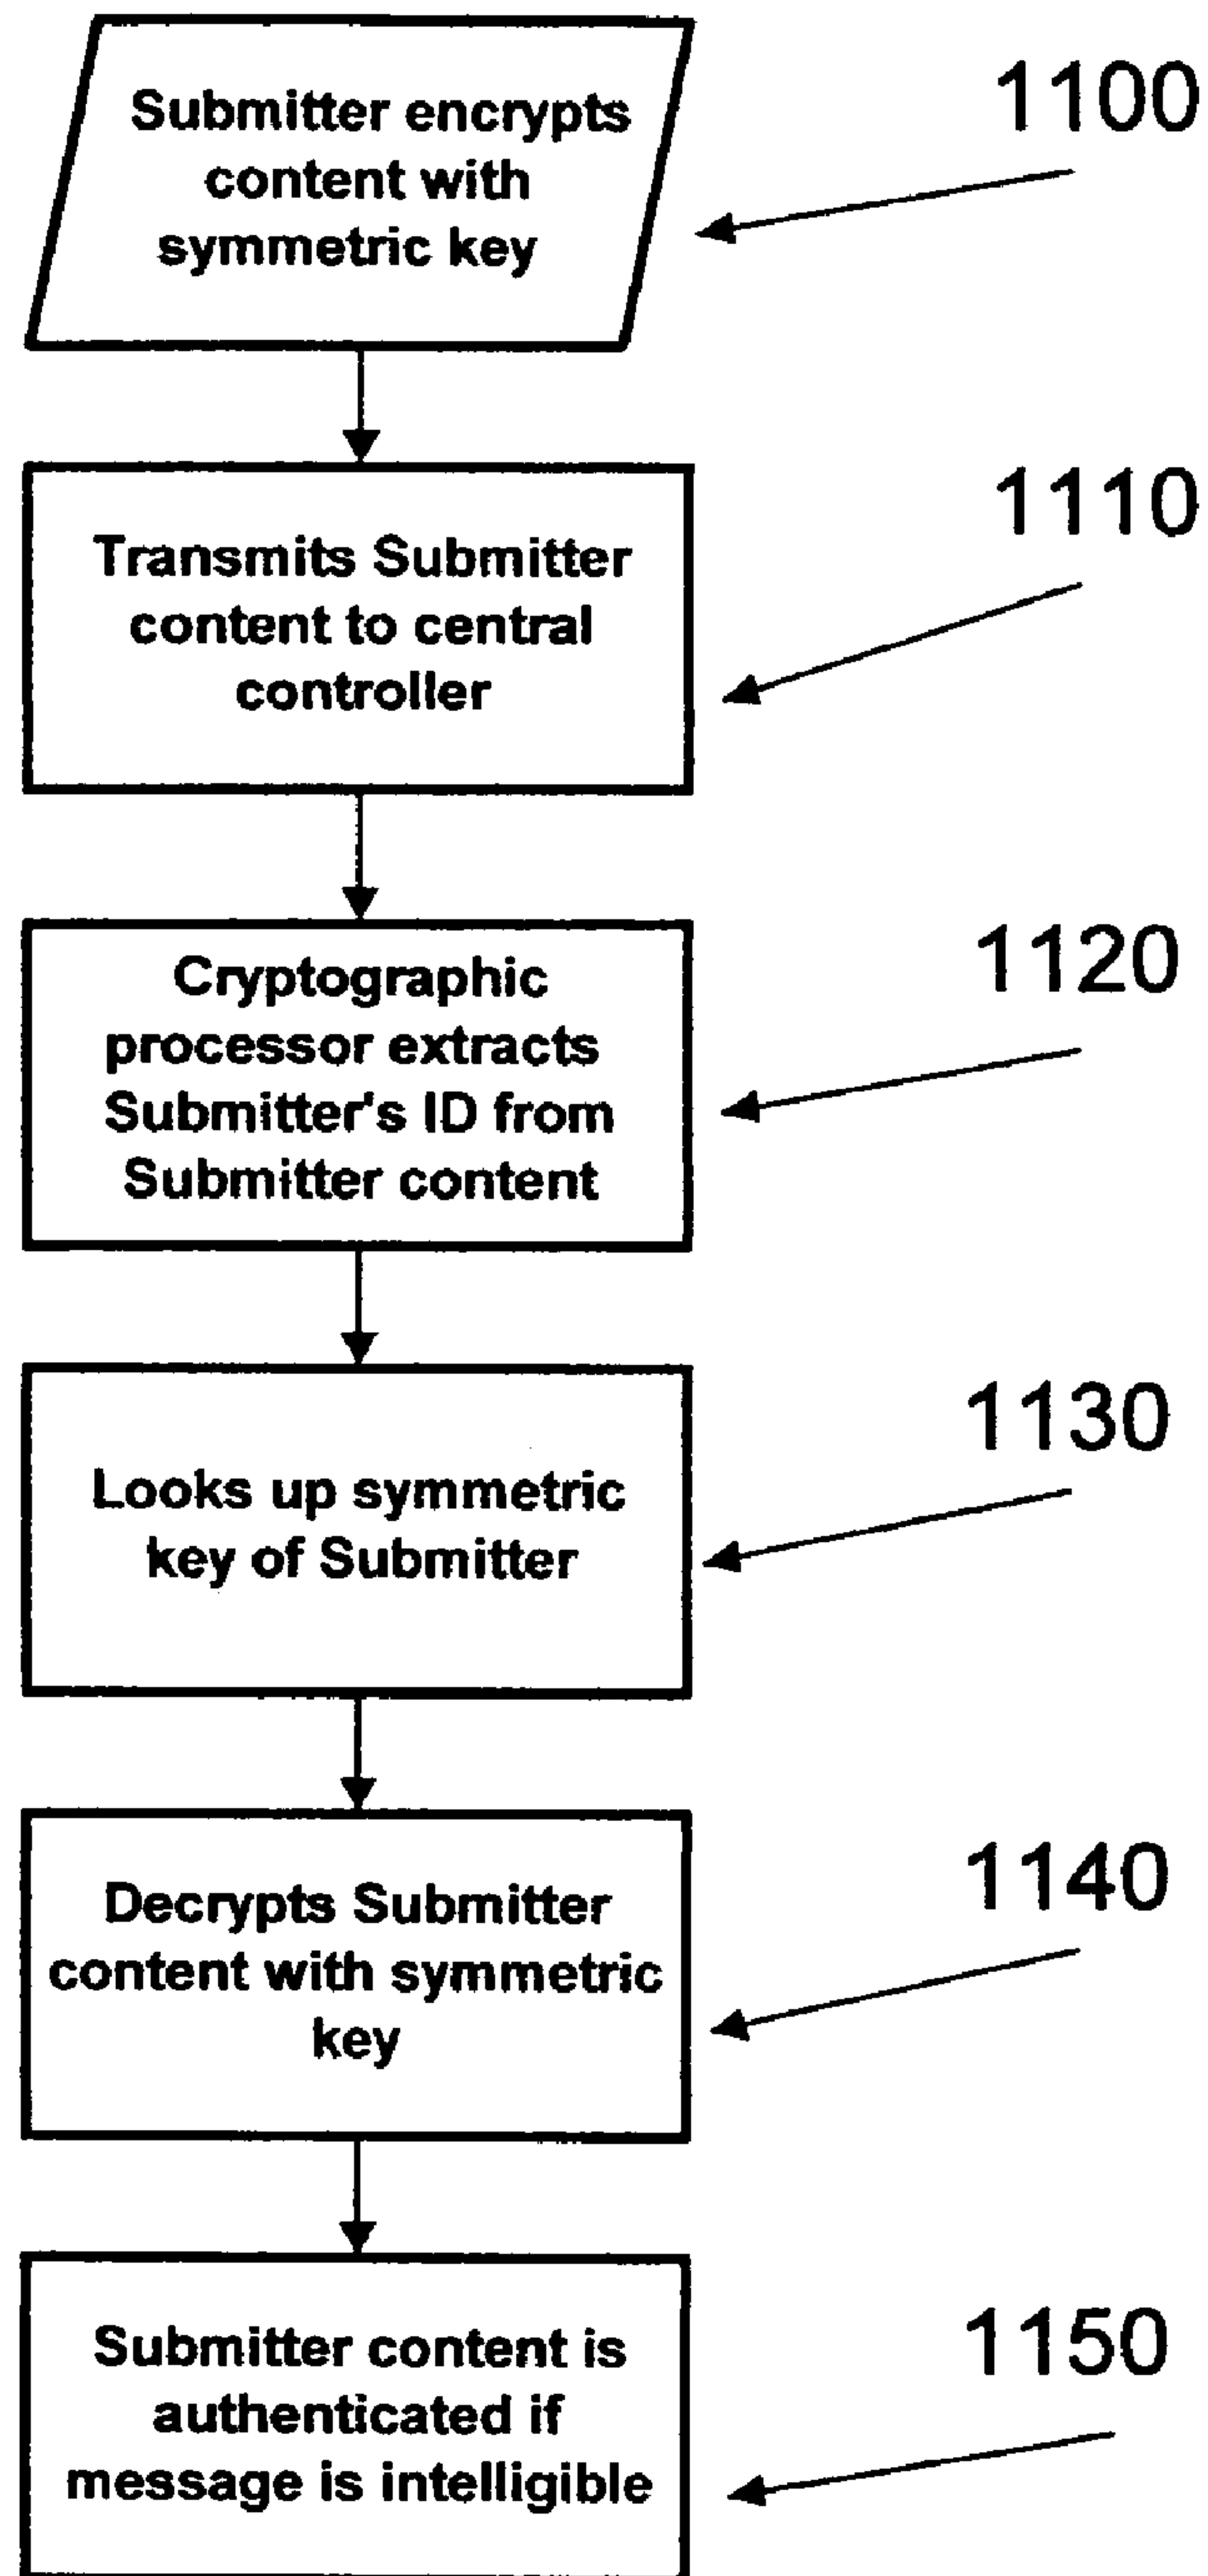 Submitter encrypts
content with
symmetric key
1100
Transmits Submitter
content to central
controller
1110
Cryptographic
processor extracts
Submitter's ID from
Submitter content
1120
Looks up symmetric
key of Submitter
1130
Decrypts Submitter
content with symmetric
key
1140
Submitter content is
authenticated if
message is intelligible
1150